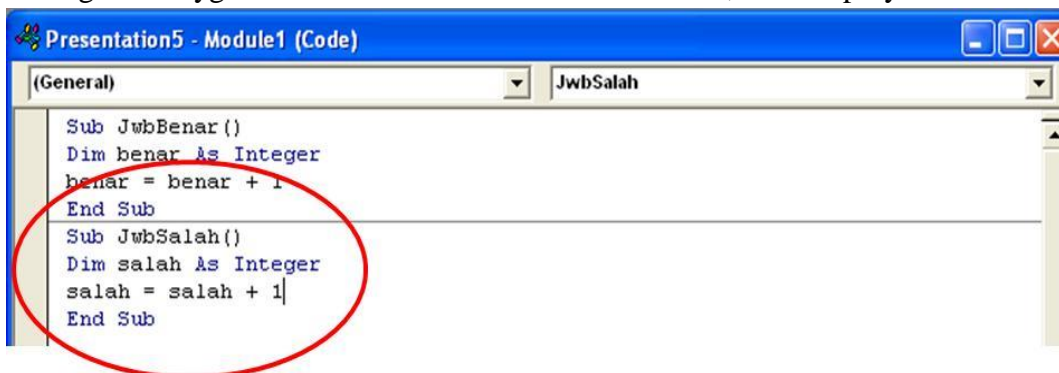 Presentation5 - Module1 (Code)
(General) JwbSalah
Sub JwbBenar()
Dim benar As Integer
benar = benar + 1
End Sub
Sub JwbSalah()
Dim salah As Integer
salah = salah + 1
End Sub